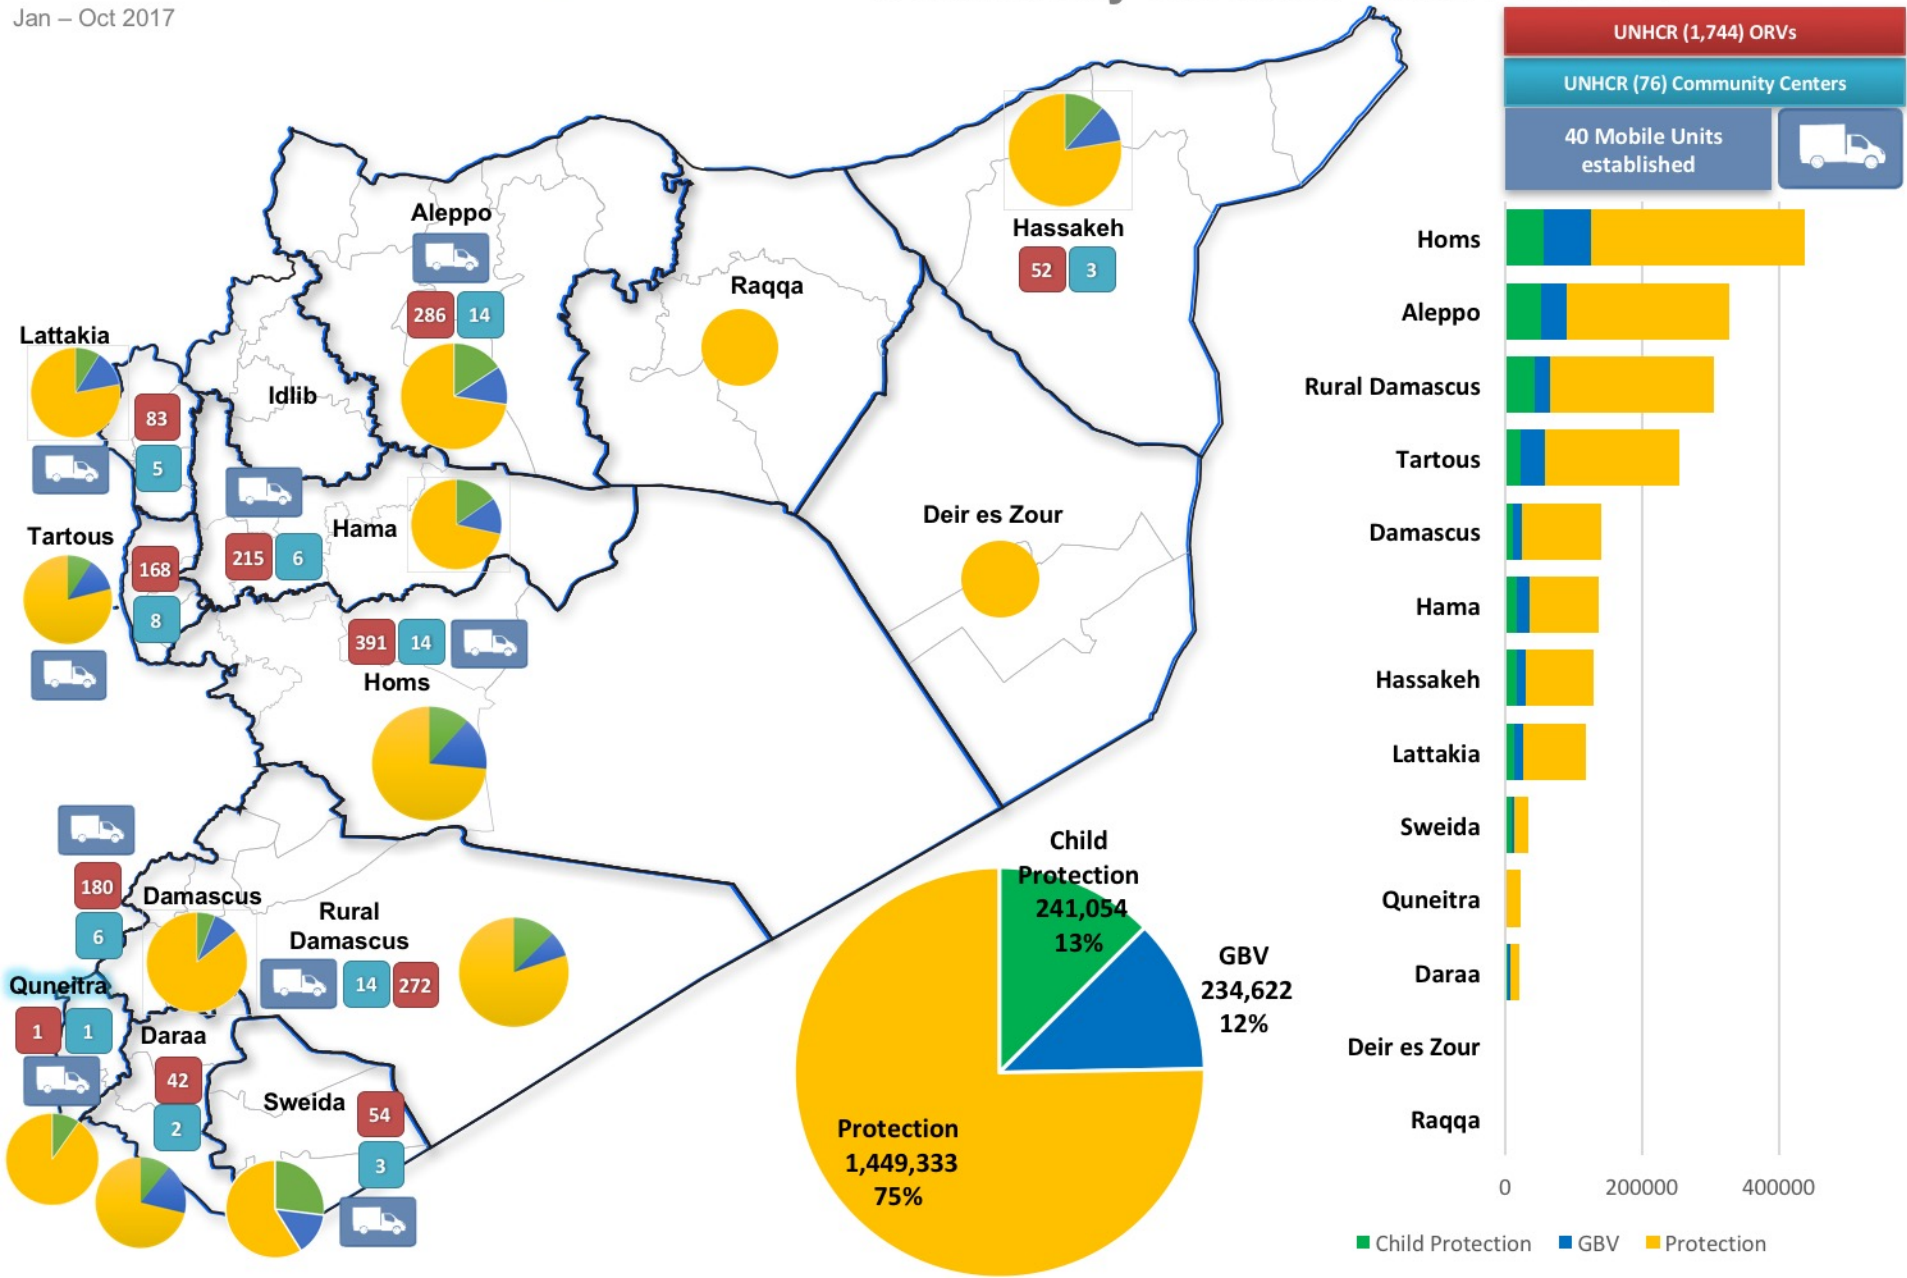 Jan – Oct 2017
UNHCR (1,744) ORVs
UNHCR (76) Community Centers
40 Mobile Units
established
Aleppo
286 14
Hassakeh
52 3
Raqqa
Lattakia
83
5
Idlib
Hama
215 6
Tartous
168
8
Deir es Zour
391 14
Homs
180
6
Damascus
Rural
Damascus
14 272
Quneitra
1 1
Daraa
42
2
Sweida
54
3
Child
Protection
241,054
13%
GBV
234,622
12%
Protection
1,449,333
75%
Homs
Aleppo
Rural Damascus
Tartous
Damascus
Hama
Hassakeh
Lattakia
Sweida
Quneitra
Daraa
Deir es Zour
Raqqa
0 200000 400000
Child Protection GBV Protection